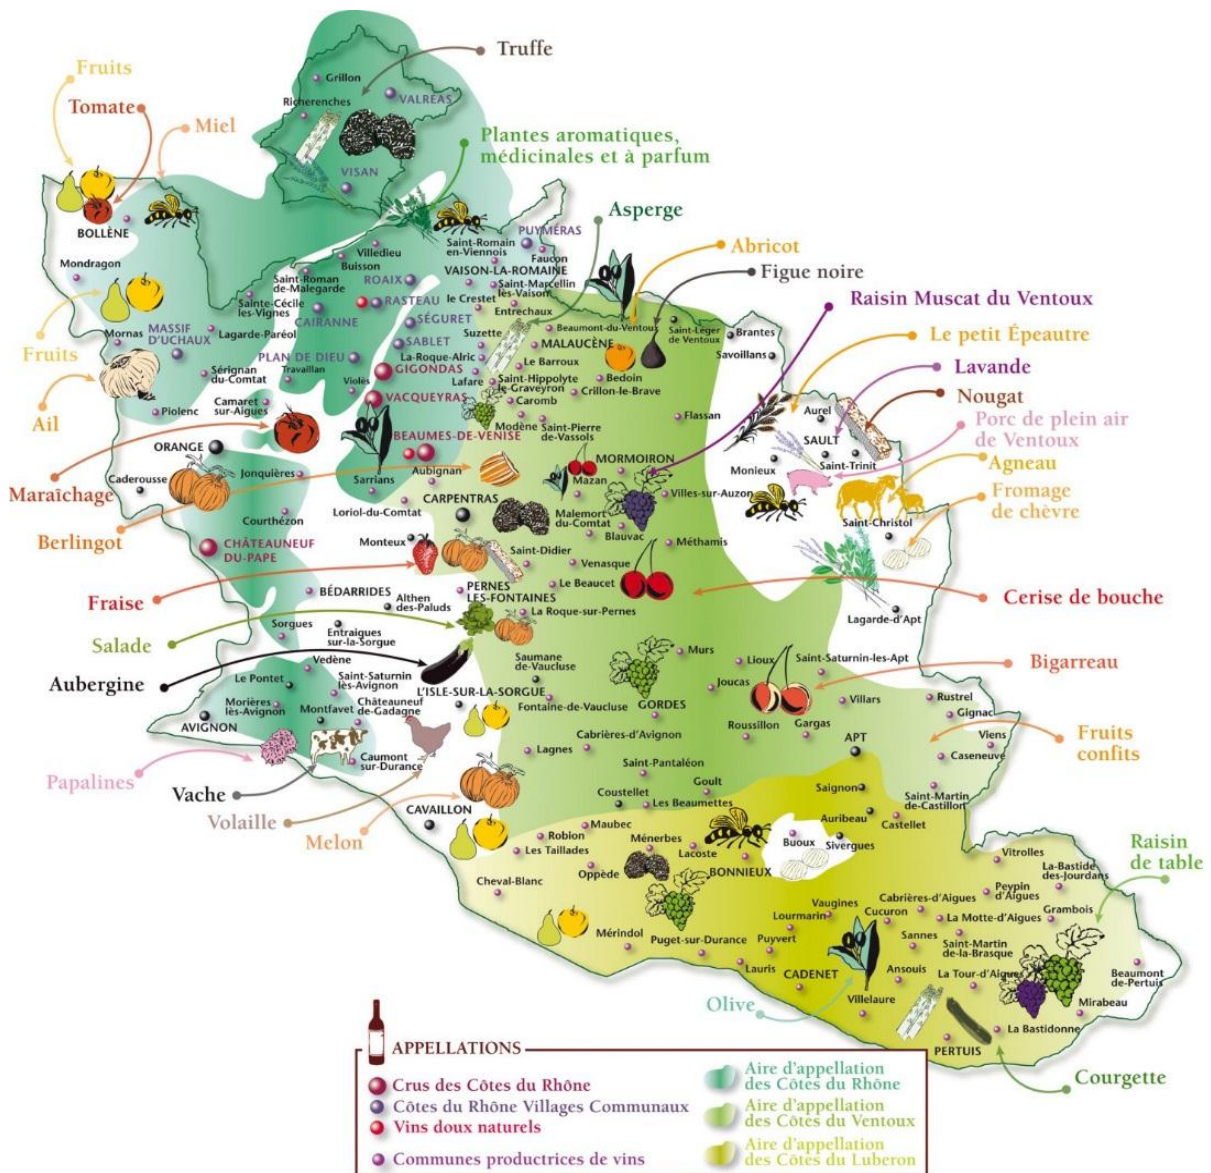 Truffe
Fruits
Grillon
Tomate
Richerenches
VALRÉAS
Miel
Plantes aromatiques,
médicinales et à parfum
VISAN
Asperge
BOLLÈNE
PUYMÉRAS
Saint-Romain
en-Viennois
Abricot
Villedieu
Faucon
Mondragon
Buisson
VAISON-LA-ROMAINE
Figue noire
Saint-Roman
de-Malegarde
ROAIX
Saint-Marcellin
lès-Vaison
Raisin Muscat du Ventoux
Sainte-Cécile
les-Vignes
RASTEAU
le Crestet
Entrechaux
CAIRANNE
SÉGURET
Beaumont-du-Ventoux
Saint-Léger
de-Ventoux
Brantes
Le petit Épeautre
Mornas
MASSIF
D'UCHAUX
Lagarde-Paréol
Suzette
MALAUCÈNE
Savoillans
Fruits
SABLET
La-Roque-Alric
PLAN DE DIEU
Le Barroux
Lavande
Sérignan
du-Comtat
Travaillan
GIGONDAS
Lafare
Bedoin
Saint-Hippolyte
le-Graveyron
Crillon-le-Brave
Nougat
Violès
Camaret
sur-Aigues
VACQUEYRAS
Caromb
Piolenc
Modène
Saint-Pierre
de-Vassols
Flassan
Aurel
Porc de plein air
de Ventoux
Ail
ORANGE
BEAUMES-DE-VENISE
SAULT
Saint-Trinit
MORMOIRON
Monieux
Agneau
Aubignan
Jonquières
Caderousse
Sarrians
Mazan
Villes-sur-Auzon
Maraîchage
Fromage
de chèvre
CARPENTRAS
Loriol-du-Comtat
Malemort
du-Comtat
Saint-Christol
Courthézon
Blauvac
Berlingot
CHÂTEAUNEUF
DU-PAPE
Monteux
Méthamis
Saint-Didier
Venasque
BÉDARRIDES
PERNES
LES-FONTAINES
Le Beaucet
Cerise de bouche
Fraise
Althen
des-Paluds
La Roque-sur-Pernes
Lagarde-d'Apt
Sorgues
Entraigues
sur-la-Sorgue
Salade
Murs
Vedène
Saumane
de-Vaucluse
Lioux
Saint-Saturnin-les-Apt
Bigarreau
Aubergine
Le Pontet
Saint-Saturnin
lès-Avignon
L'ISLE-SUR-LA-SORGUE
Joucas
Villars
Rustrel
Morières
lès-Avignon
Montfavet
Châteauneuf
de-Gadagne
Fontaine-de-Vaucluse
GORDES
Gignac
AVIGNON
Roussillon
Gargas
APT
Viens
Fruits
confits
Lagnes
Cabrières-d'Avignon
Caseneuve
Caumont
sur-Durance
Papalines
Saint-Pantaléon
Vache
Goult
Saignon
Saint-Martin
de-Castillon
Coustellet
Les Beaumettes
Volaille
Auribeau
Castellet
Melon
CAVAILLON
Maubec
Robion
Ménerbes
Buoux
Sivergues
Raisin
de table
Les Taillades
Lacoste
BONNIEUX
Vitrolles
La-Bastide
des-Jourdans
Oppède
Cheval-Blanc
Peypin
d'Aigues
Vaugines
Cabrières-d'Aigues
Lourmarin
Cucuron
La Motte-d'Aigues
Grambois
Mérindol
Puget-sur-Durance
Puyvert
Sannes
Saint-Martin
de-la-Brasque
Lauris
CADENET
Ansouis
La Tour-d'Aigues
Beaumont
de-Pertuis
Olive
Villelaure
Mirabeau
La Bastidonne
PERTUIS
Courgette
APPELLATIONS
Crus des Côtes du Rhône
Côtes du Rhône Villages Communaux
Vins doux naturels
Communes productrices de vins
Aire d'appellation
des Côtes du Rhône
Aire d'appellation
des Côtes du Ventoux
Aire d'appellation
des Côtes du Luberon